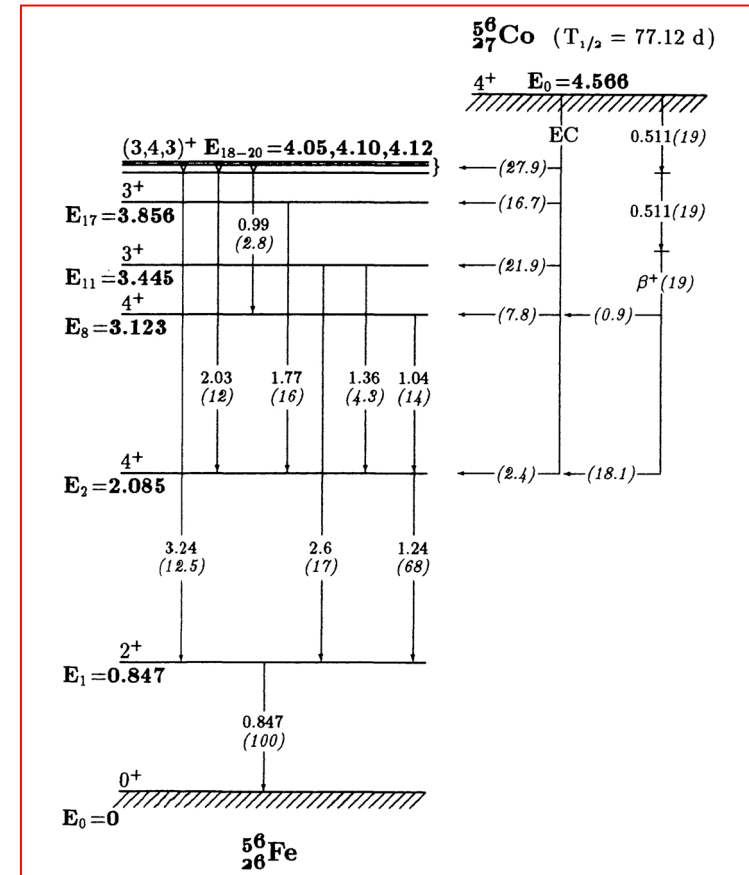 ⁵⁶₂₇Co (T₁/₂ = 77.12 d)
4⁺ E₀=4.566
EC
0.511(19)
(3,4,3)⁺ E₁₈₋₂₀=4.05,4.10,4.12 }
(27.9)
3⁺
(16.7)
0.511(19)
E₁₇=3.856
0.99
(2.8)
3⁺
(21.9)
E₁₁=3.445
β⁺(19)
4⁺
(7.8)
(0.9)
E₈=3.123
2.03 1.77 1.36 1.04
(12) (16) (4.3) (14)
4⁺
(2.4)
(18.1)
E₂=2.085
3.24 2.6 1.24
(12.5) (17) (68)
2⁺
E₁=0.847
0.847
(100)
0⁺
E₀=0
⁵⁶₂₆Fe